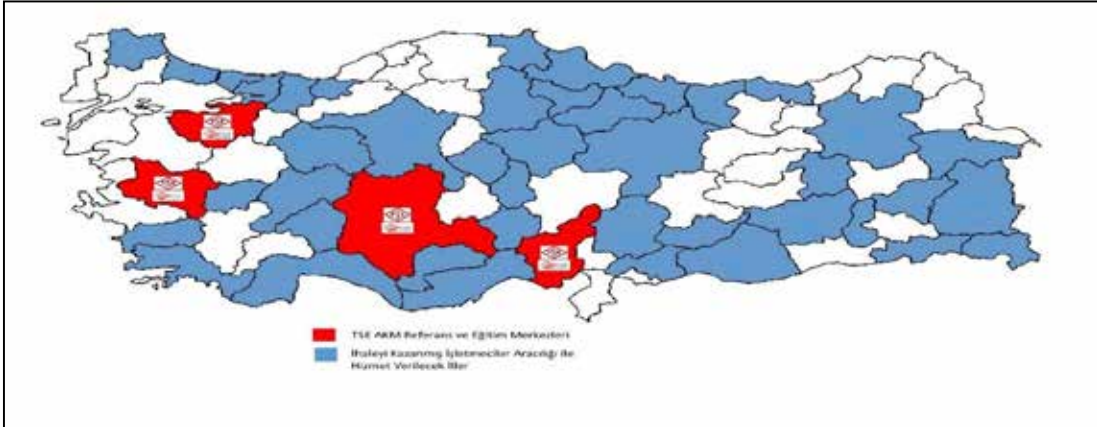 TSE AKM Referans ve Eğitim Merkezleri
İhaleyi Kazanmış İşletmeciler Aracılığı ile
Hizmet Verilecek İller